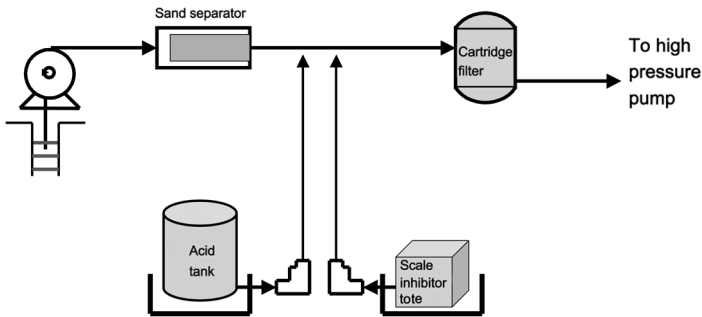 Sand separator
Cartridge
filter
To high
pressure
pump
Acid
tank
Scale
inhibitor
tote